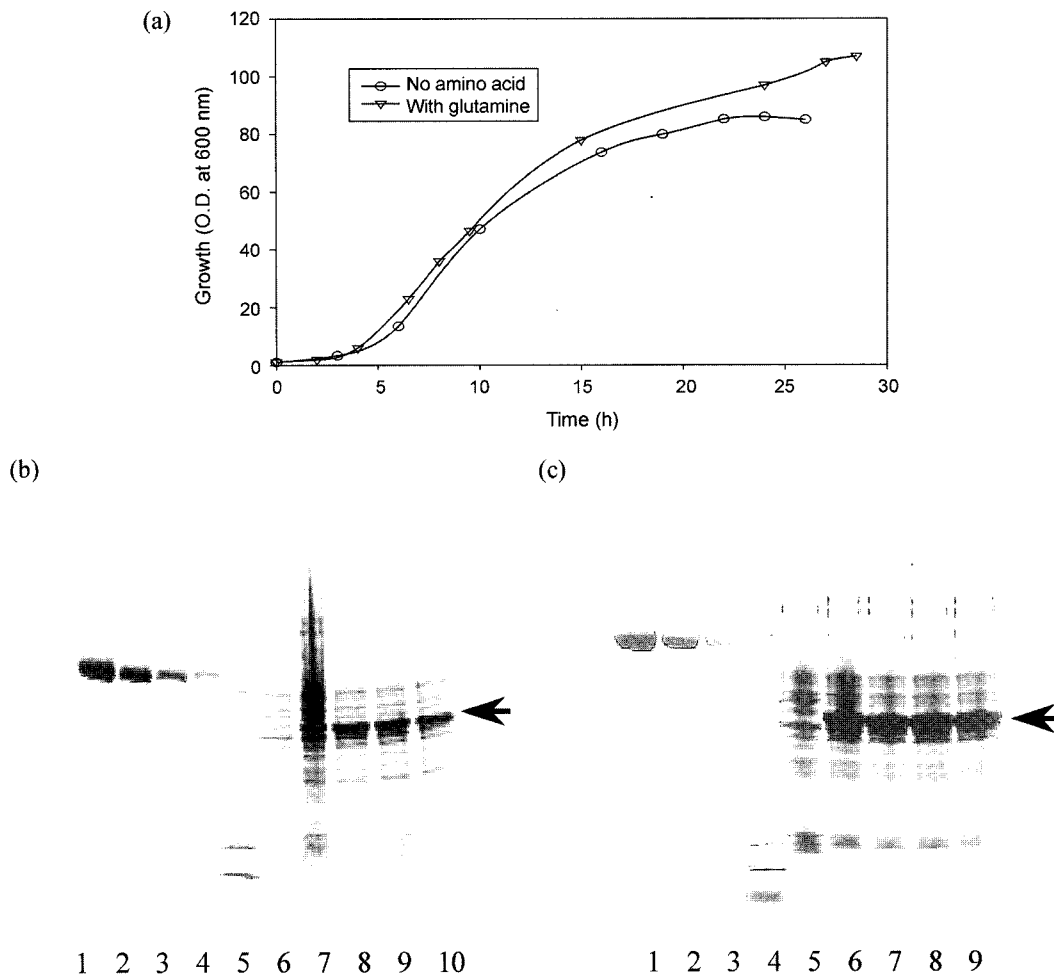 (a)
120
100
80
60
40
20
0
Growth (O.D. at 600 nm)
No amino acid
With glutamine
0 5 10 15 20 25 30
Time (h)
(b)
(c)
1 2 3 4 5 6 7 8 9 10
1 2 3 4 5 6 7 8 9